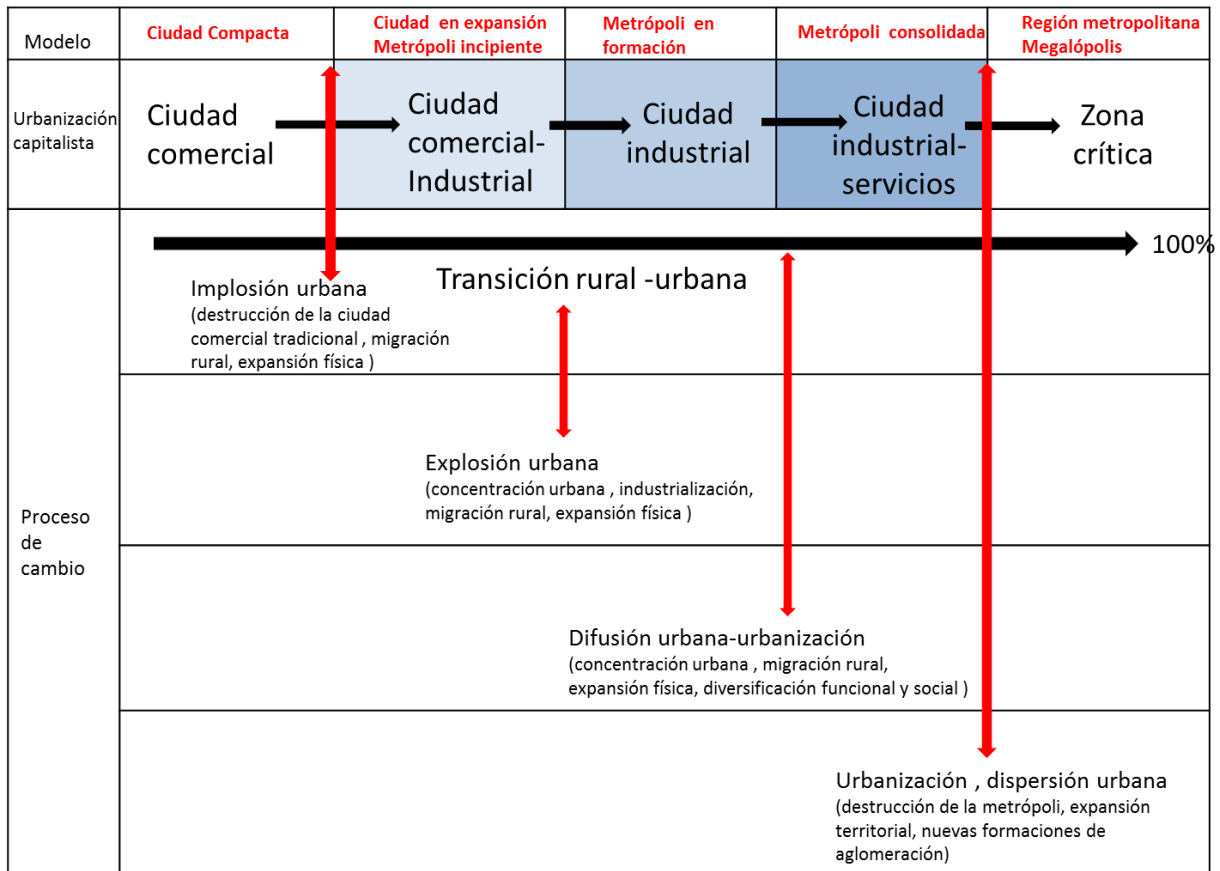 Modelo
Ciudad Compacta
Ciudad en expansión
Metrópoli incipiente
Metrópoli en
formación
Metrópoli consolidada
Región metropolitana
Megalópolis
Urbanización
capitalista
Ciudad
comercial
Ciudad
comercial-
Industrial
Ciudad
industrial
Ciudad
industrial-
servicios
Zona
crítica
100%
Transición rural -urbana
Implosión urbana
(destrucción de la ciudad
comercial tradicional , migración
rural, expansión física )
Proceso
de
cambio
Explosión urbana
(concentración urbana , industrialización,
migración rural, expansión física )
Difusión urbana-urbanización
(concentración urbana , migración rural,
expansión física, diversificación funcional y social )
Urbanización , dispersión urbana
(destrucción de la metrópoli, expansión
territorial, nuevas formaciones de
aglomeración)